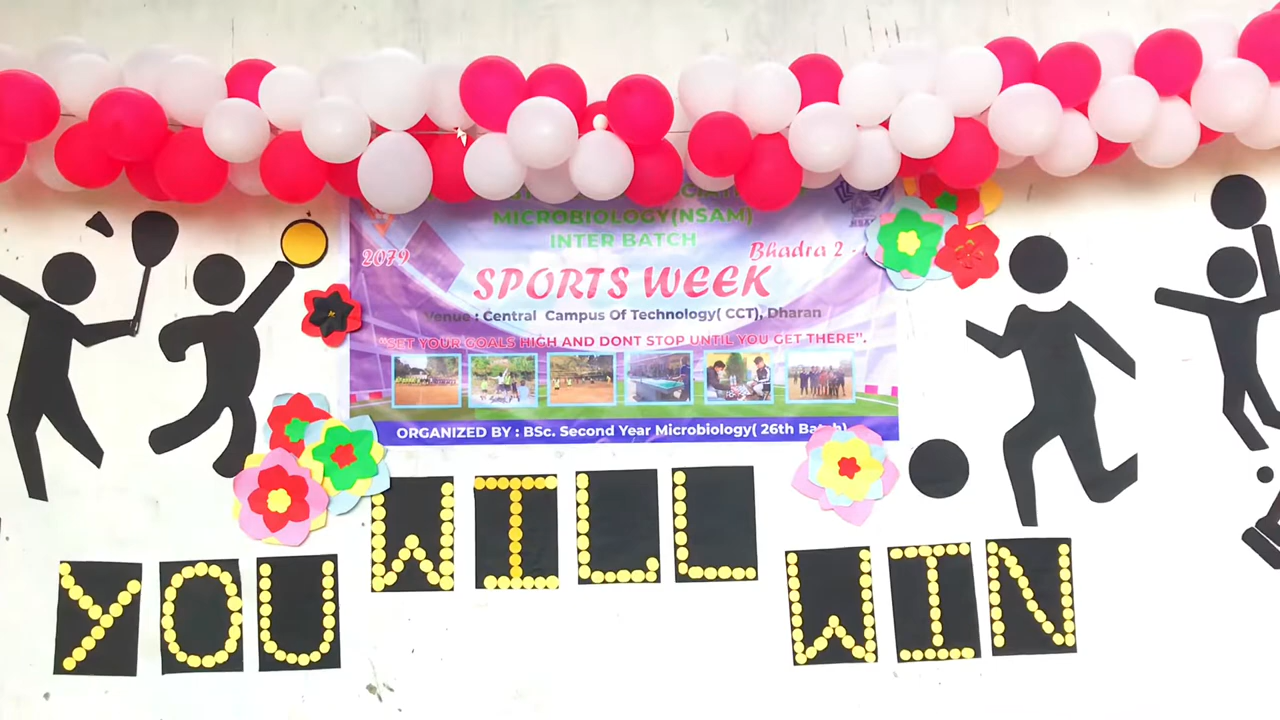 MICROBIOLOGY(NSAM)
INTER BATCH
2079
Bhadra 2 -
SPORTS WEEK
Venue : Central Campus Of Technology( CCT), Dharan
“SET YOUR GOALS HIGH AND DONT STOP UNTIL YOU GET THERE”.
ORGANIZED BY : BSc. Second Year Microbiology( 26th Batch)
YOU WILL WIN